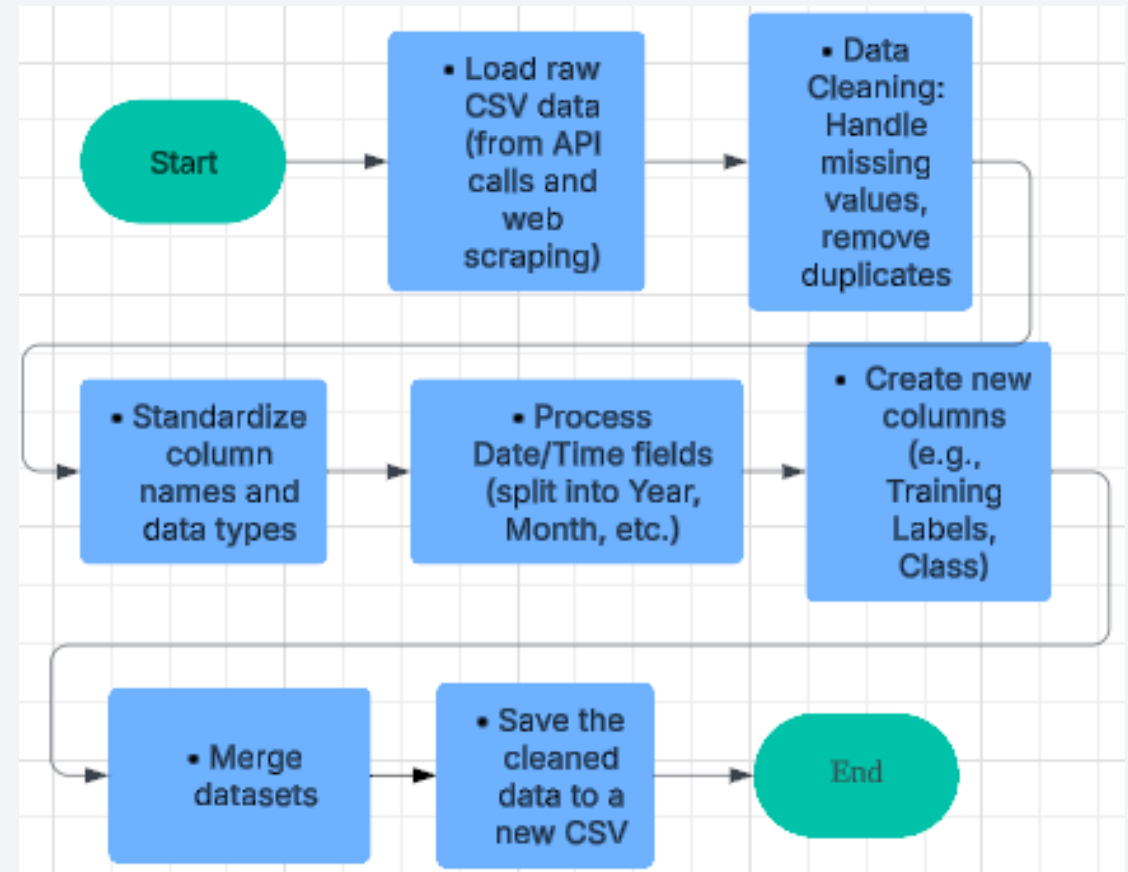 Start
▪ Load raw
CSV data
(from API
calls and
web
scraping)
▪ Data
Cleaning:
Handle
missing
values,
remove
duplicates
▪ Standardize
column
names and
data types
▪ Process
Date/Time fields
(split into Year,
Month, etc.)
▪ Create new
columns
(e.g.,
Training
Labels,
Class)
▪ Merge
datasets
▪ Save the
cleaned
data to a
new CSV
End